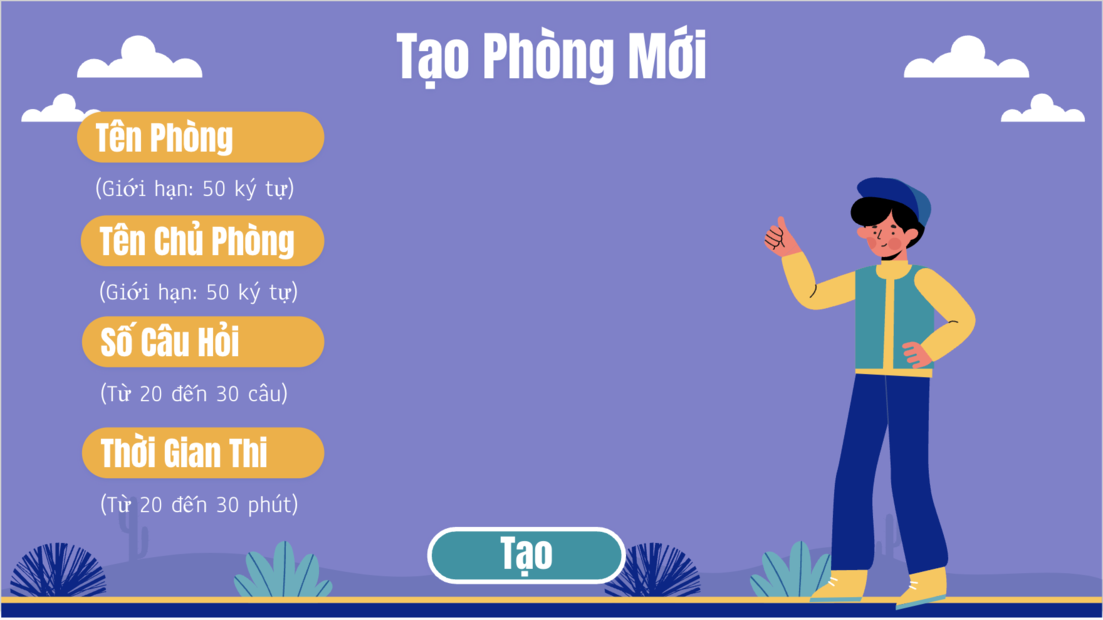 Tạo Phòng Mới
Tên Phòng
(Giới hạn: 50 ký tự)
Tên Chủ Phòng
(Giới hạn: 50 ký tự)
Số Câu Hỏi
(Từ 20 đến 30 câu)
Thời Gian Thi
(Từ 20 đến 30 phút)
Tạo